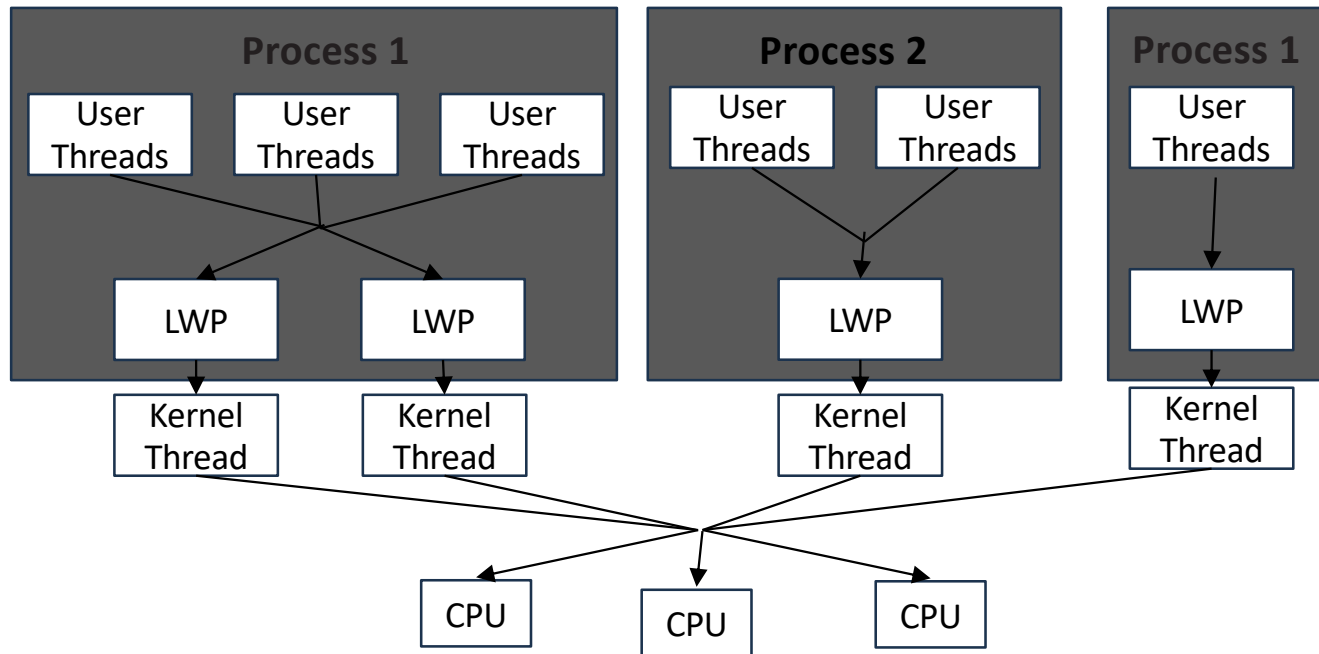 Process 1
Process 2
Process 1
User
Threads
User
Threads
User
Threads
User
Threads
User
Threads
User
Threads
LWP
LWP
LWP
LWP
Kernel
Thread
Kernel
Thread
Kernel
Thread
Kernel
Thread
CPU
CPU
CPU